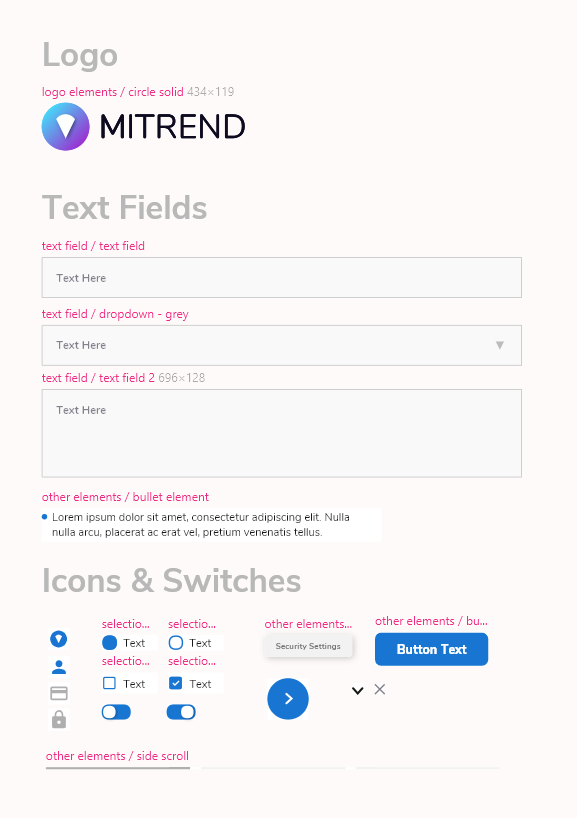 Logo
logo elements / circle solid 434×119
MITREND
Text Fields
text field / text field
Text Here
text field / dropdown - grey
Text Here
text field / text field 2 696×128
Text Here
other elements / bullet element
Lorem ipsum dolor sit amet, consectetur adipiscing elit. Nulla
nulla arcu, placerat ac erat vel, pretium venenatis tellus.
Icons & Switches
selectio... selectio... other elements... other elements / bu...
Text Text Security Settings Button Text
selectio... selectio...
Text Text
other elements / side scroll